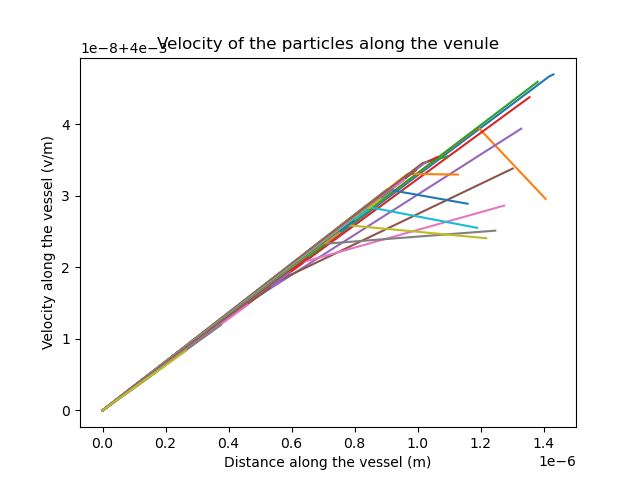 Velocity of the particles along the venule
1e−8+4e−3
4
3
2
1
0
Velocity along the vessel (v/m)
0.0 0.2 0.4 0.6 0.8 1.0 1.2 1.4
1e−6
Distance along the vessel (m)